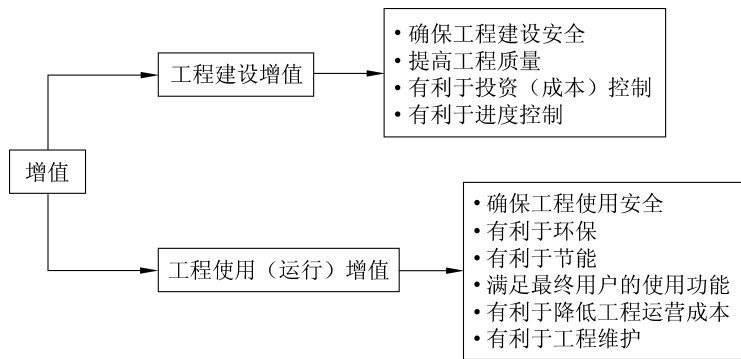 增值
工程建设增值
• 确保工程建设安全
• 提高工程质量
• 有利于投资（成本）控制
• 有利于进度控制
工程使用（运行）增值
• 确保工程使用安全
• 有利于环保
• 有利于节能
• 满足最终用户的使用功能
• 有利于降低工程运营成本
• 有利于工程维护